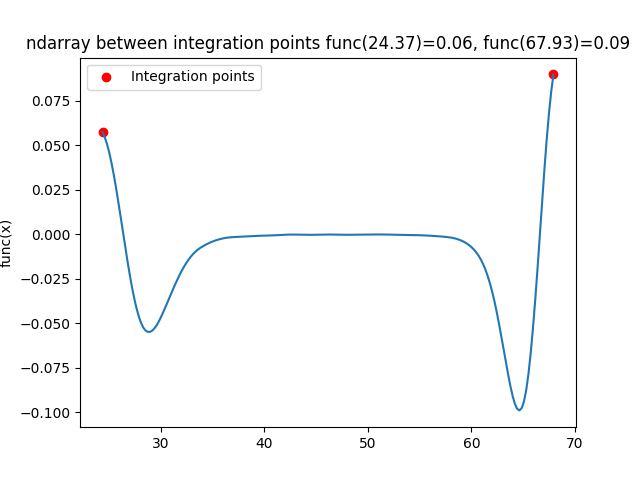 ndarray between integration points func(24.37)=0.06, func(67.93)=0.09
Integration points
func(x)
0.075
0.050
0.025
0.000
−0.025
−0.050
−0.075
−0.100
30 40 50 60 70